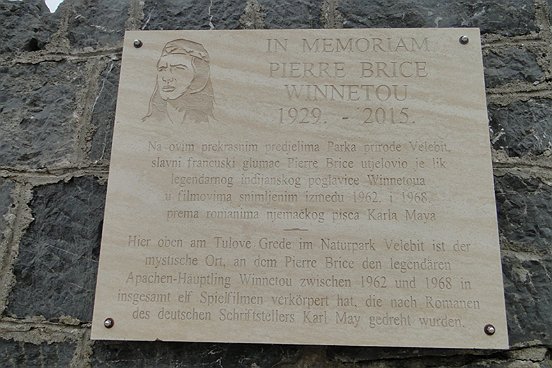 IN MEMORIAM
PIERRE BRICE
WINNETOU
1929. - 2015.
Na ovim prekrasnim predjelima Parka prirode Velebit,
slavni francuski glumac Pierre Brice utjelovio je lik
legendarnog indijanskog poglavice Winnetoua
u filmovima snimljenim između 1962. i 1968.
prema romanima njemačkog pisca Karla Maya
Hier oben am Tulove Grede im Naturpark Velebit ist der
mystische Ort, an dem Pierre Brice den legendären
Apachen-Häuptling Winnetou zwischen 1962 und 1968 in
insgesamt elf Spielfilmen verkörpert hat, die nach Romanen
des deutschen Schriftstellers Karl May gedreht wurden.